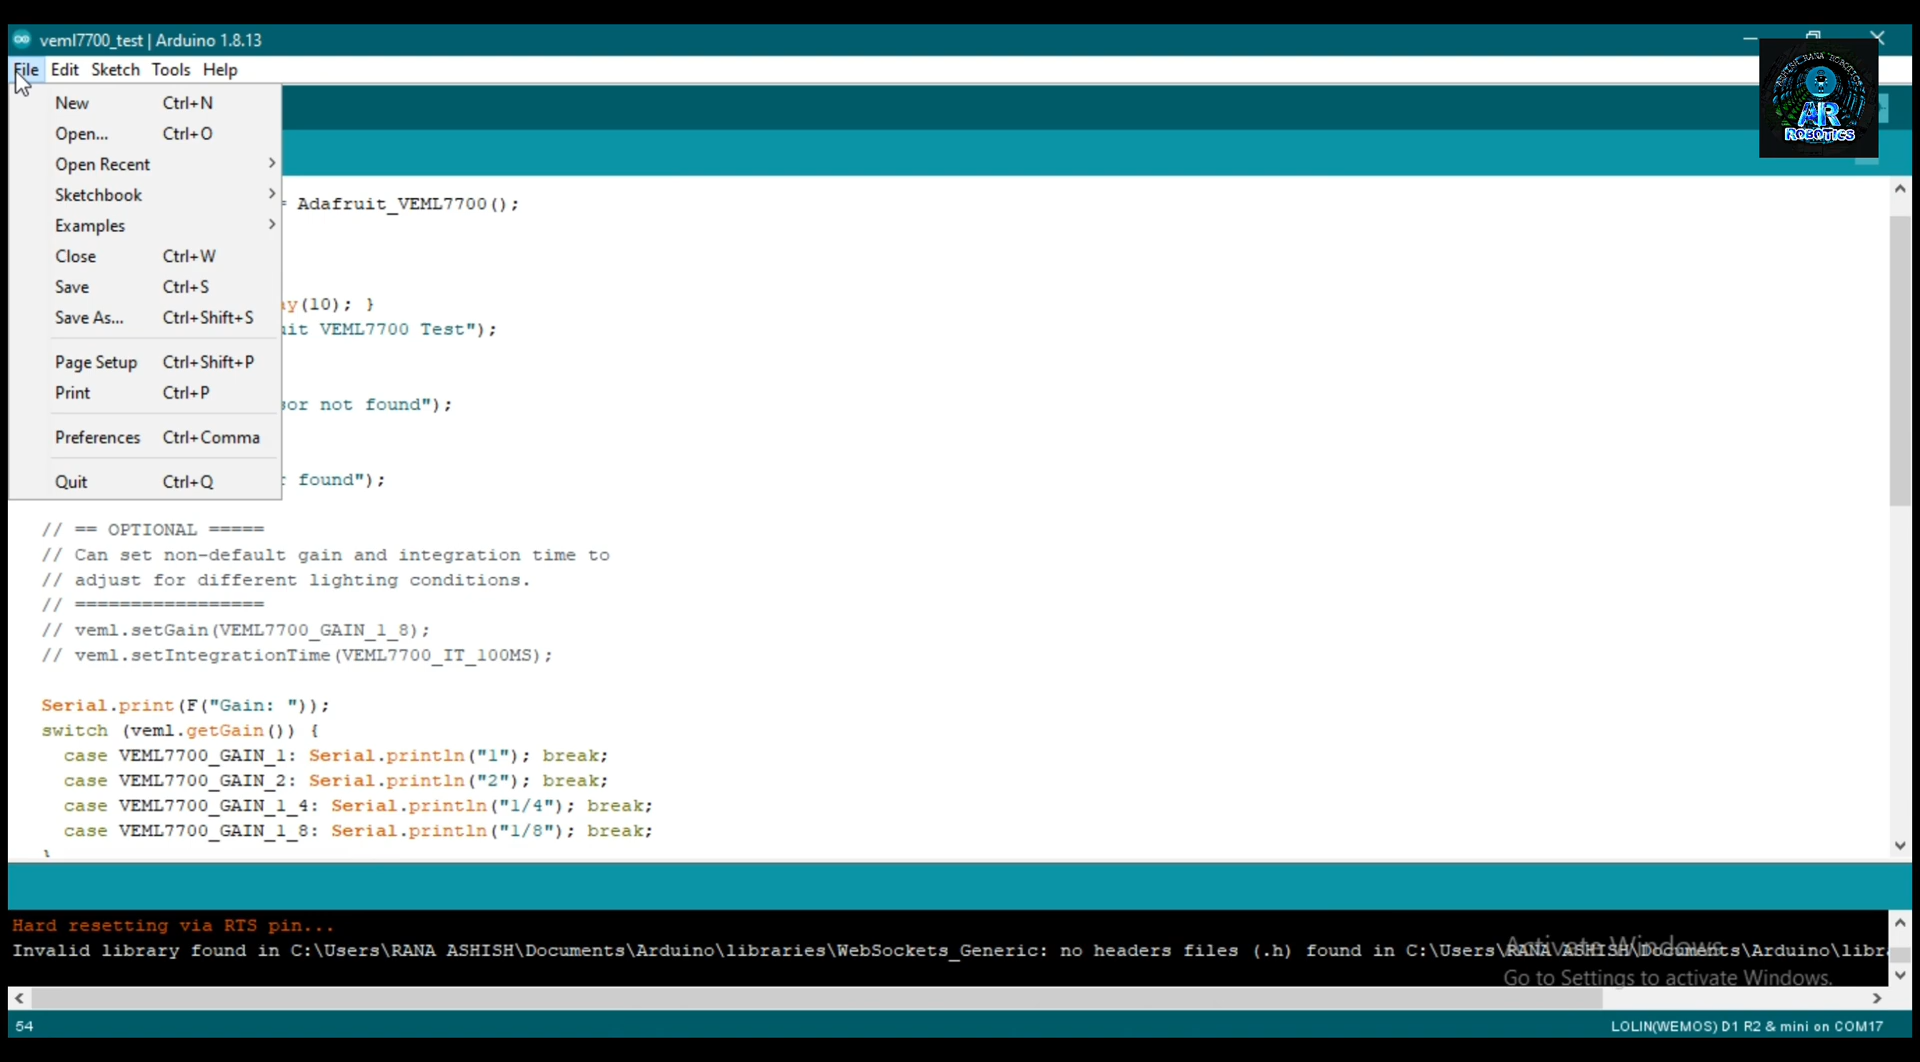 veml7700_test | Arduino 1.8.13
File Edit Sketch Tools Help
New Ctrl+N
Open... Ctrl+O
Open Recent
Sketchbook
Examples
Close Ctrl+W
Save Ctrl+S
Save As... Ctrl+Shift+S
Page Setup Ctrl+Shift+P
Print Ctrl+P
Preferences Ctrl+Comma
Quit Ctrl+Q
ASHISH RANA ROBOTICS
AR
ROBOTICS
= Adafruit_VEML7700();
ay(10); }
uit VEML7700 Test");
sor not found");
r found");
// == OPTIONAL =====
// Can set non-default gain and integration time to
// adjust for different lighting conditions.
// =================
// veml.setGain(VEML7700_GAIN_1_8);
// veml.setIntegrationTime(VEML7700_IT_100MS);
Serial.print(F("Gain: "));
switch (veml.getGain()) {
case VEML7700_GAIN_1: Serial.println("1"); break;
case VEML7700_GAIN_2: Serial.println("2"); break;
case VEML7700_GAIN_1_4: Serial.println("1/4"); break;
case VEML7700_GAIN_1_8: Serial.println("1/8"); break;
}
Hard resetting via RTS pin...
Invalid library found in C:\Users\RANA ASHISH\Documents\Arduino\libraries\WebSockets_Generic: no headers files (.h) found in C:\Users\RANA ASHISH\Documents\Arduino\libra
Activate Windows
Go to Settings to activate Windows.
54
LOLIN(WEMOS) D1 R2 & mini on COM17